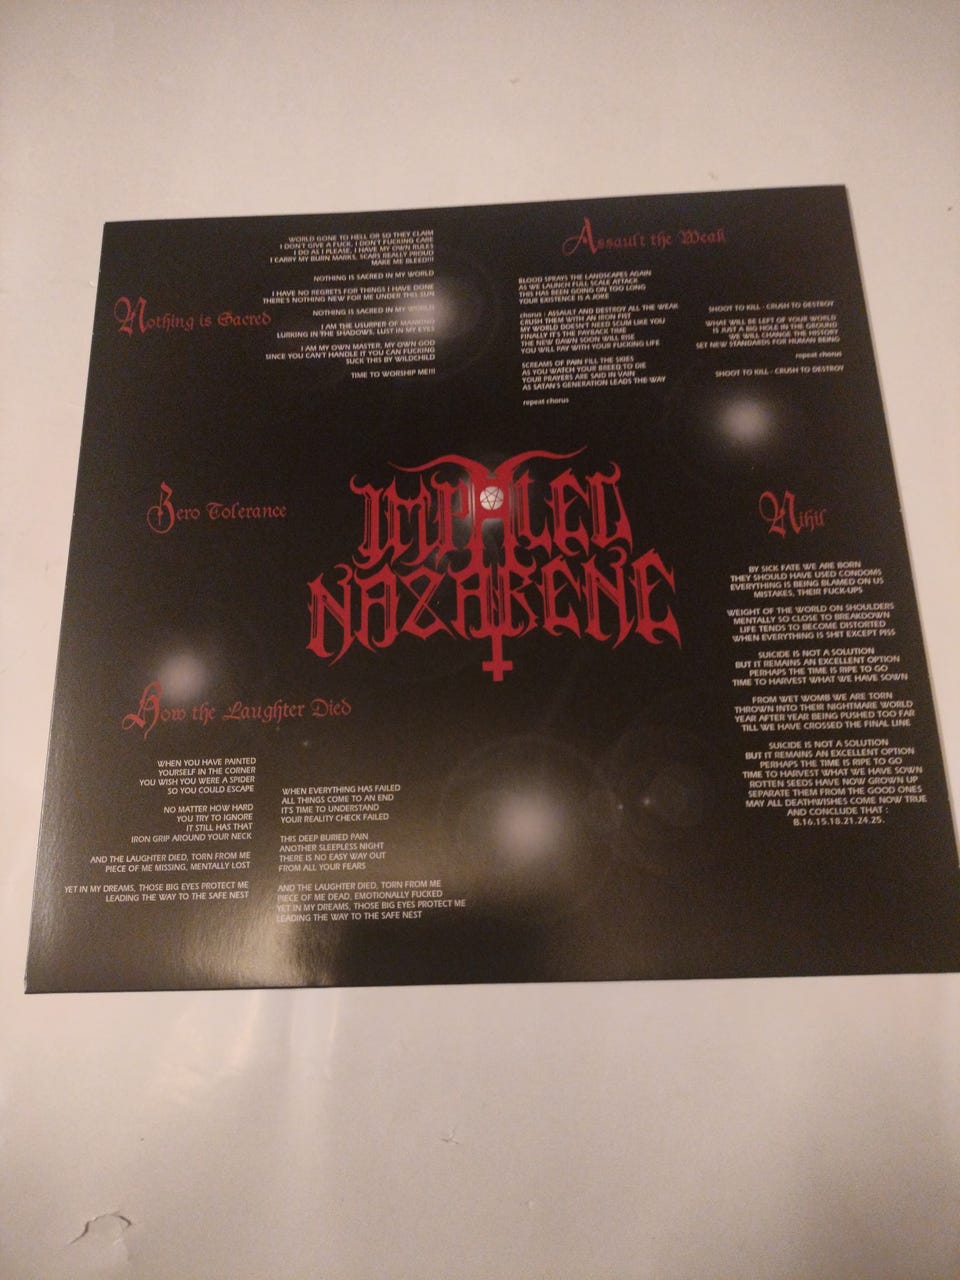 Nothing is Sacred
WORLD GONE TO HELL OR SO THEY CLAIM
I DON'T GIVE A FUCK, I DON'T FUCKING CARE
I DO AS I PLEASE, I HAVE MY OWN RULES
I CARRY MY BURN MARKS, SCARS REALLY PROUD
MAKE ME BLEED!!!
NOTHING IS SACRED IN MY WORLD
I HAVE NO REGRETS FOR THINGS I HAVE DONE
THERE'S NOTHING NEW FOR ME UNDER THIS SUN
NOTHING IS SACRED IN MY WORLD
I AM THE USURPER OF MANKIND
LURKING IN THE SHADOWS, LUST IN MY EYES
I AM MY OWN MASTER, MY OWN GOD
SINCE YOU CAN'T HANDLE IT YOU CAN FUCKING
SUCK THIS BY WILDCHILD
TIME TO WORSHIP ME!!!
Assault the Weak
BLOOD SPRAYS THE LANDSCAPES AGAIN
AS WE LAUNCH FULL SCALE ATTACK
THIS HAS BEEN GOING ON TOO LONG
YOUR EXISTENCE IS A JOKE
chorus : ASSAULT AND DESTROY ALL THE WEAK
CRUSH THEM WITH AN IRON FIST
MY WORLD DOESN'T NEED SCUM LIKE YOU
FINALLY IT'S THE PAYBACK TIME
THE NEW DAWN SOON WILL RISE
YOU WILL PAY WITH YOUR FUCKING LIFE
SCREAMS OF PAIN FILL THE SKIES
AS YOU WATCH YOUR BREED TO DIE
YOUR PRAYERS ARE SAID IN VAIN
AS SATAN'S GENERATION LEADS THE WAY
repeat chorus
SHOOT TO KILL - CRUSH TO DESTROY
WHAT WILL BE LEFT OF YOUR WORLD
IS JUST A BIG HOLE IN THE GROUND
WE WILL CHANGE THE HISTORY
SET NEW STANDARDS FOR HUMAN BEING
repeat chorus
SHOOT TO KILL - CRUSH TO DESTROY
Zero Tolerance
IMPALED
NAZARENE
Nihil
BY SICK FATE WE ARE BORN
THEY SHOULD HAVE USED CONDOMS
EVERYTHING IS BEING BLAMED ON US
MISTAKES, THEIR FUCK-UPS
WEIGHT OF THE WORLD ON SHOULDERS
MENTALLY SO CLOSE TO BREAKDOWN
LIFE TENDS TO BECOME DISTORTED
WHEN EVERYTHING IS SHIT EXCEPT PISS
SUICIDE IS NOT A SOLUTION
BUT IT REMAINS AN EXCELLENT OPTION
PERHAPS THE TIME IS RIPE TO GO
TIME TO HARVEST WHAT WE HAVE SOWN
FROM WET WOMB WE ARE TORN
THROWN INTO THEIR NIGHTMARE WORLD
YEAR AFTER YEAR BEING PUSHED TOO FAR
TILL WE HAVE CROSSED THE FINAL LINE
SUICIDE IS NOT A SOLUTION
BUT IT REMAINS AN EXCELLENT OPTION
PERHAPS THE TIME IS RIPE TO GO
TIME TO HARVEST WHAT WE HAVE SOWN
ROTTEN SEEDS HAVE NOW GROWN UP
SEPARATE THEM FROM THE GOOD ONES
MAY ALL DEATHWISHES COME NOW TRUE
AND CONCLUDE THAT :
8.16.15.18.21.24.25.
How the Laughter Died
WHEN YOU HAVE PAINTED
YOURSELF IN THE CORNER
YOU WISH YOU WERE A SPIDER
SO YOU COULD ESCAPE
NO MATTER HOW HARD
YOU TRY TO IGNORE
IT STILL HAS THAT
IRON GRIP AROUND YOUR NECK
AND THE LAUGHTER DIED, TORN FROM ME
PIECE OF ME MISSING, MENTALLY LOST
YET IN MY DREAMS, THOSE BIG EYES PROTECT ME
LEADING THE WAY TO THE SAFE NEST
WHEN EVERYTHING HAS FAILED
ALL THINGS COME TO AN END
IT'S TIME TO UNDERSTAND
YOUR REALITY CHECK FAILED
THIS DEEP BURIED PAIN
ANOTHER SLEEPLESS NIGHT
THERE IS NO EASY WAY OUT
FROM ALL YOUR FEARS
AND THE LAUGHTER DIED, TORN FROM ME
PIECE OF ME DEAD, EMOTIONALLY FUCKED
YET IN MY DREAMS, THOSE BIG EYES PROTECT ME
LEADING THE WAY TO THE SAFE NEST